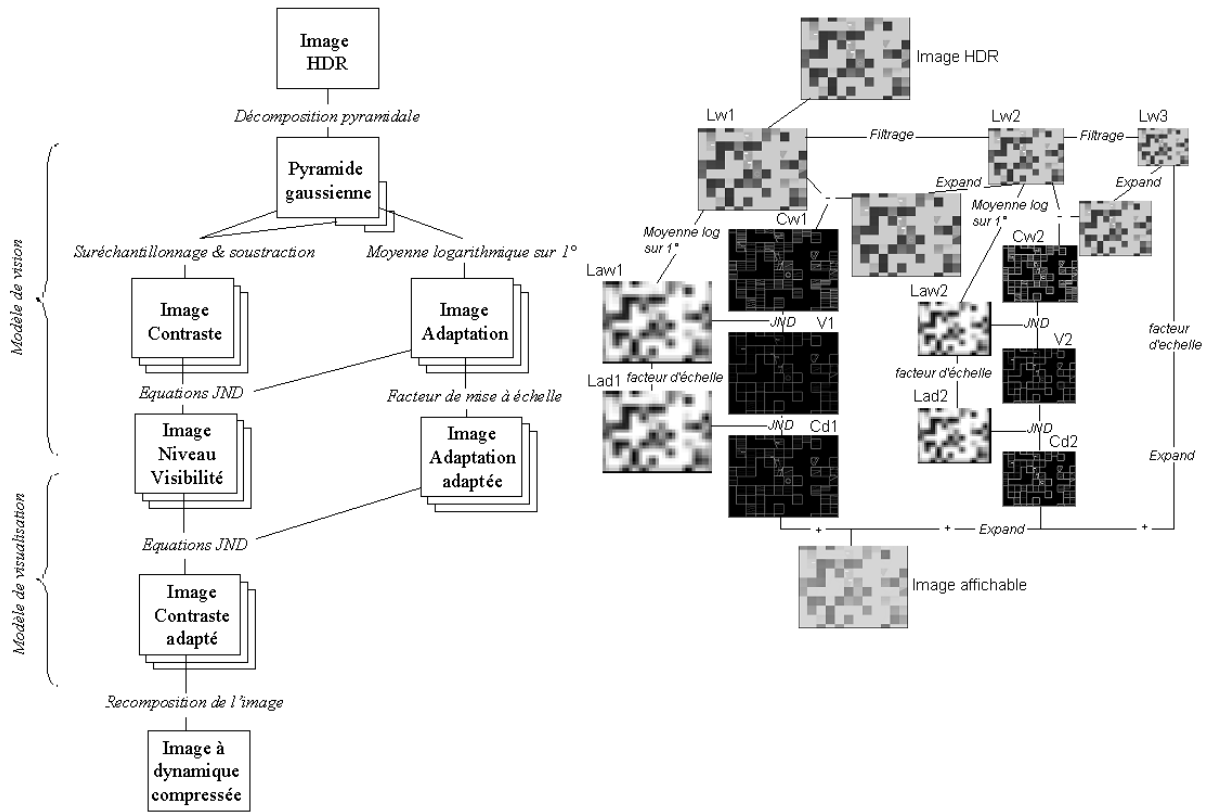 Image
HDR
Décomposition pyramidale
Pyramide
gaussienne
Modèle de vision
Suréchantillonnage & soustraction
Moyenne logarithmique sur 1°
Image
Contraste
Image
Adaptation
Equations JND
Facteur de mise à échelle
Image
Niveau
Visibilité
Image
Adaptation
adaptée
Modèle de visualisation
Equations JND
Image
Contraste
adapté
Recomposition de l'image
Image à
dynamique
compressée
Image HDR
Lw1
Filtrage
Lw2
Filtrage
Lw3
Expand
Expand
-
-
Moyenne log
sur 1°
Cw1
Moyenne log
sur 1°
Cw2
Law1
Law2
JND
V1
JND
V2
facteur
d'echelle
facteur d'échelle
facteur d'échelle
Lad1
Lad2
JND
Cd1
JND
Cd2
Expand
+
+
Expand
+
Image affichable